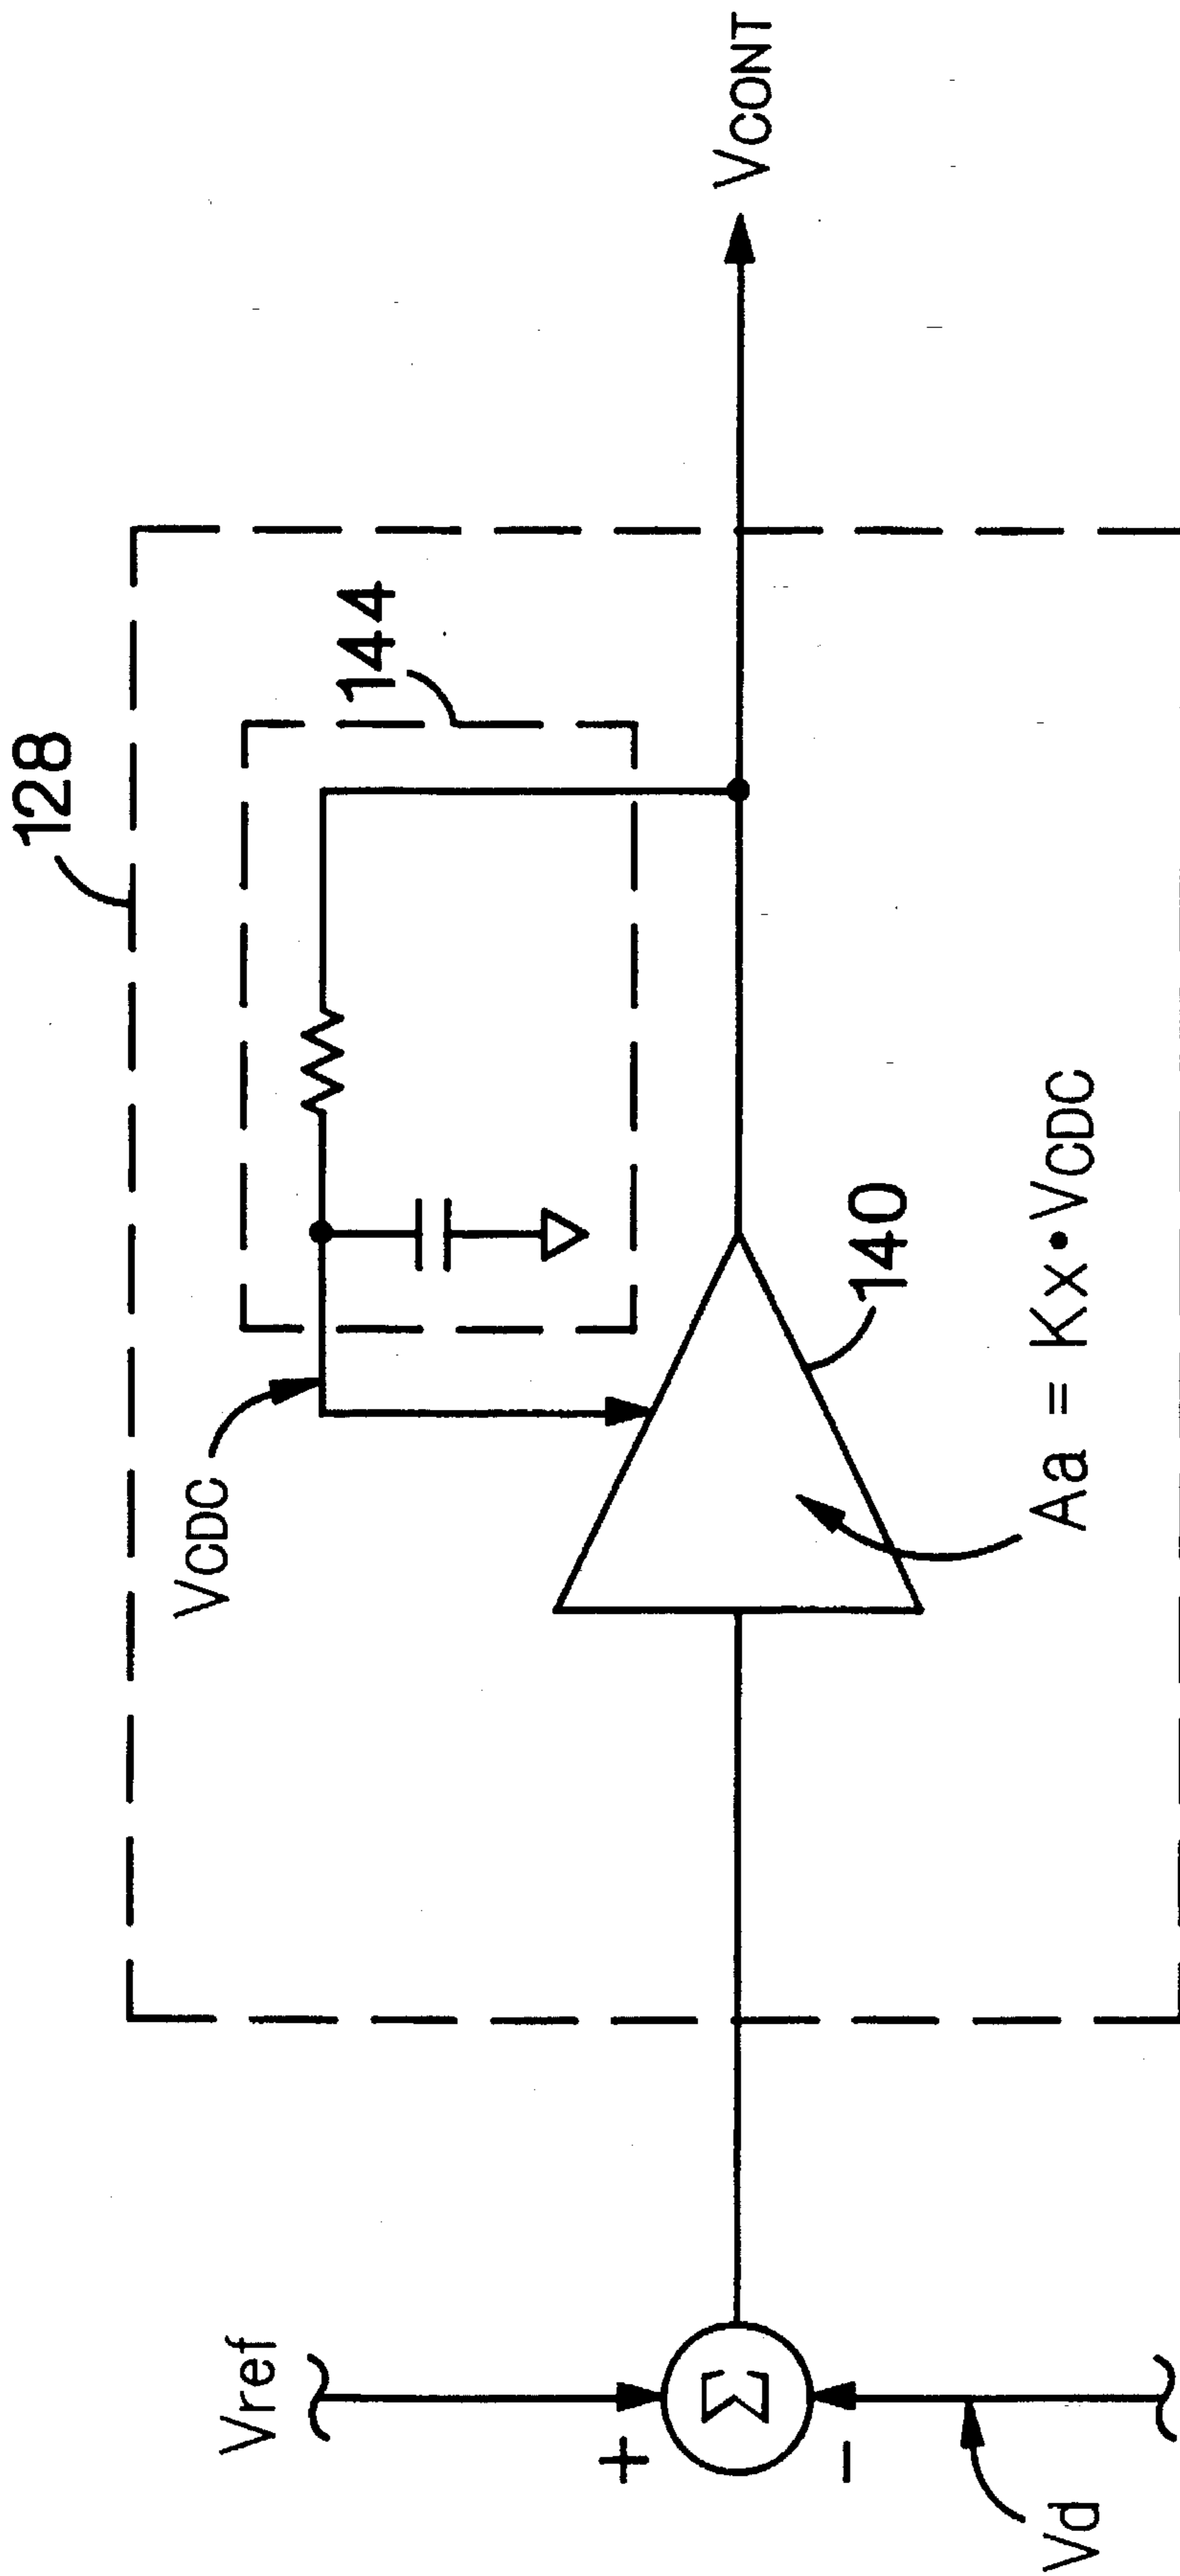 128
144
VCDC
VCONT
140
Aa = Kx•VCDC
Vref
+
Σ
−
Vd